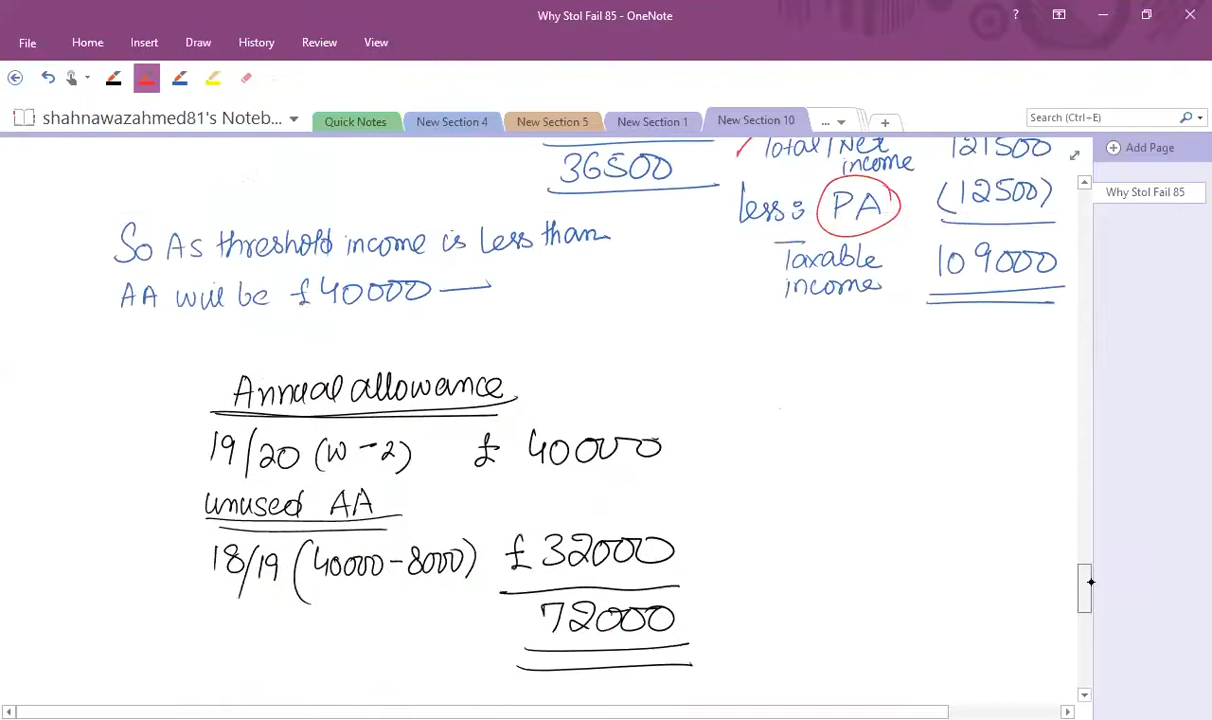 Why Stol Fail 85 - OneNote
?
File Home Insert Draw History Review View
shahnawazahmed81's Noteb... Quick Notes New Section 4 New Section 5 New Section 1 New Section 10 ... Search (Ctrl+E)
Add Page
Why Stol Fail 85
36500
Total / Net income 121500
less: PA (12500)
Taxable income 109000
So As threshold income is less than
AA will be £40000
Annual allowance
19/20 (W-2) £ 40000
unused AA
18/19 (40000-8000) £32000
72000